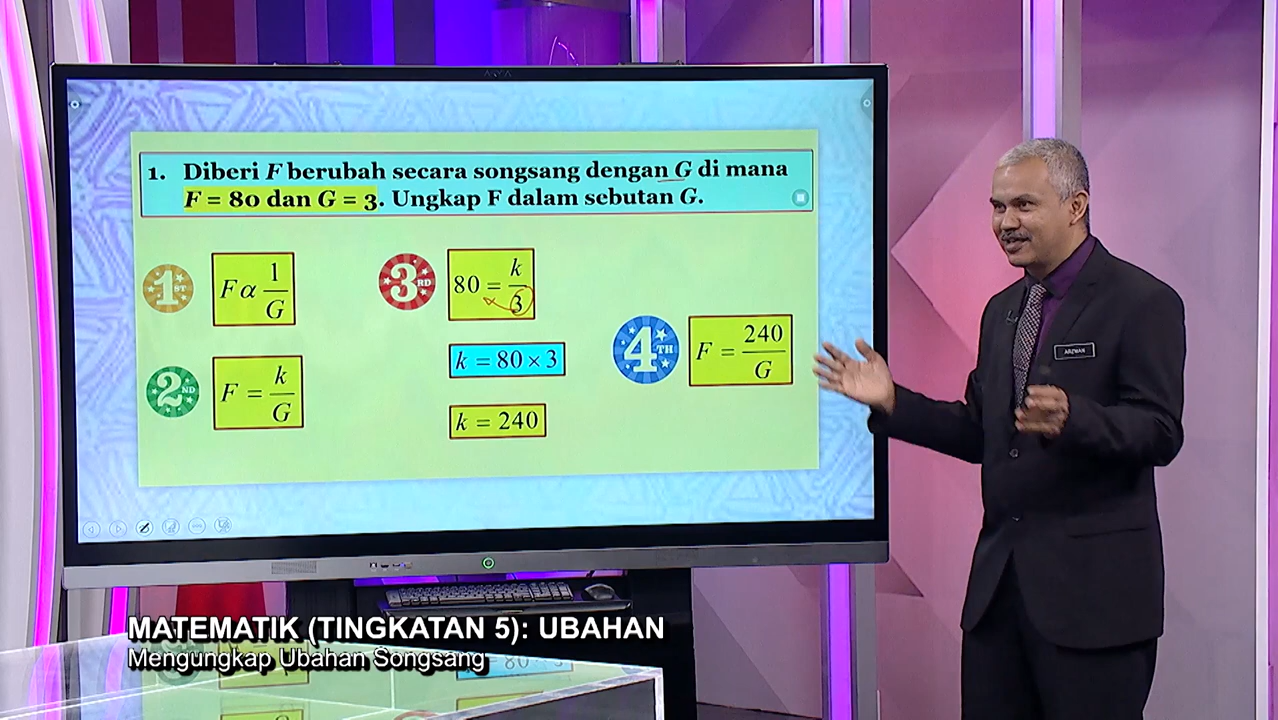 1. Diberi F berubah secara songsang dengan G di mana
F = 80 dan G = 3. Ungkap F dalam sebutan G.
1ST
F α 1/G
2ND
F = k/G
3RD
80 = k/3
k = 80 × 3
k = 240
4TH
F = 240/G
ARZMAN
MATEMATIK (TINGKATAN 5): UBAHAN
Mengungkap Ubahan Songsang